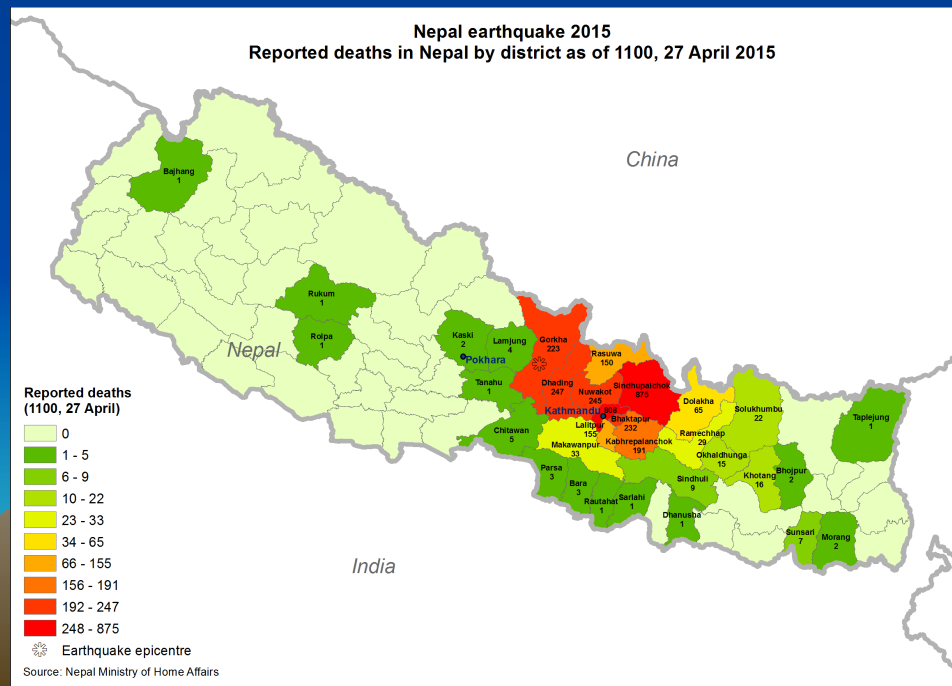 Nepal earthquake 2015
Reported deaths in Nepal by district as of 1100, 27 April 2015
China
Bajhang
1
Rukum
1
Rolpa
1
Nepal
Kaski
2
Pokhara
Lamjung
4
Tanahu
1
Gorkha
223
Rasuwa
150
Dhading
247
Nuwakot
245
Sindhupalchok
875
Kathmandu
808
Bhaktapur
232
Lalitpur
155
Kabhrepalanchok
191
Chitawan
5
Makawanpur
33
Dolakha
65
Ramechhap
29
Solukhumbu
22
Okhaldhunga
15
Khotang
16
Bhojpur
2
Taplejung
1
Parsa
3
Bara
3
Rautahat
1
Sarlahi
1
Sindhuli
9
Dhanusha
1
Sunsari
7
Morang
2
India
Reported deaths
(1100, 27 April)
0
1 - 5
6 - 9
10 - 22
23 - 33
34 - 65
66 - 155
156 - 191
192 - 247
248 - 875
Earthquake epicentre
Source: Nepal Ministry of Home Affairs